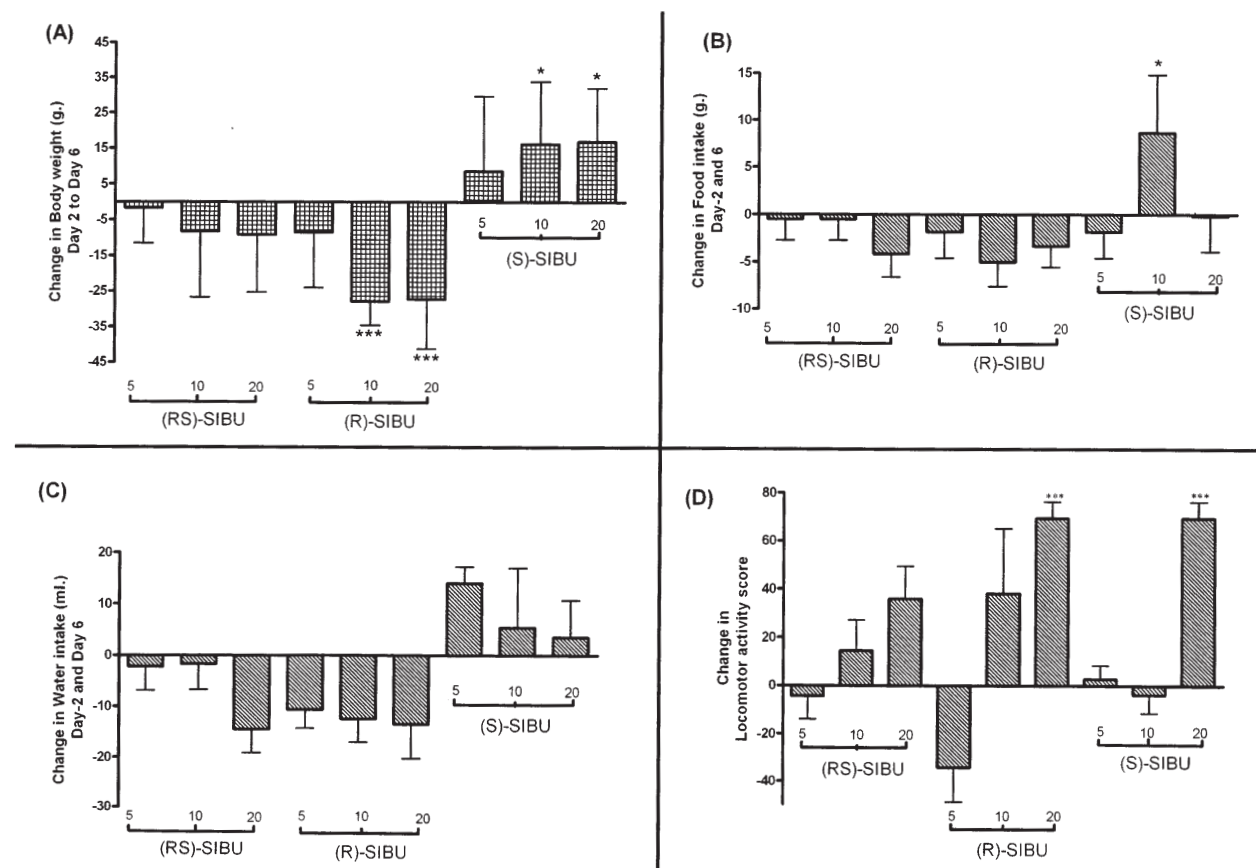 (A)
Change in Body weight (g.)
Day 2 to Day 6
45
35
25
15
5
-5
-15
-25
-35
-45
*
*
***
***
5 10 20
(S)-SIBU
5 10 20
(RS)-SIBU
5 10 20
(R)-SIBU
(B)
Change in Food intake (g.)
Day-2 and 6
15
10
5
0
-5
-10
*
5 10 20
(S)-SIBU
5 10 20
(RS)-SIBU
5 10 20
(R)-SIBU
(C)
Change in Water intake (ml.)
Day-2 and Day 6
20
10
0
-10
-20
-30
5 10 20
(S)-SIBU
5 10 20
(RS)-SIBU
5 10 20
(R)-SIBU
(D)
Change in
Locomotor activity score
80
60
40
20
0
-20
-40
***
***
5 10 20
(RS)-SIBU
5 10 20
(S)-SIBU
5 10 20
(R)-SIBU